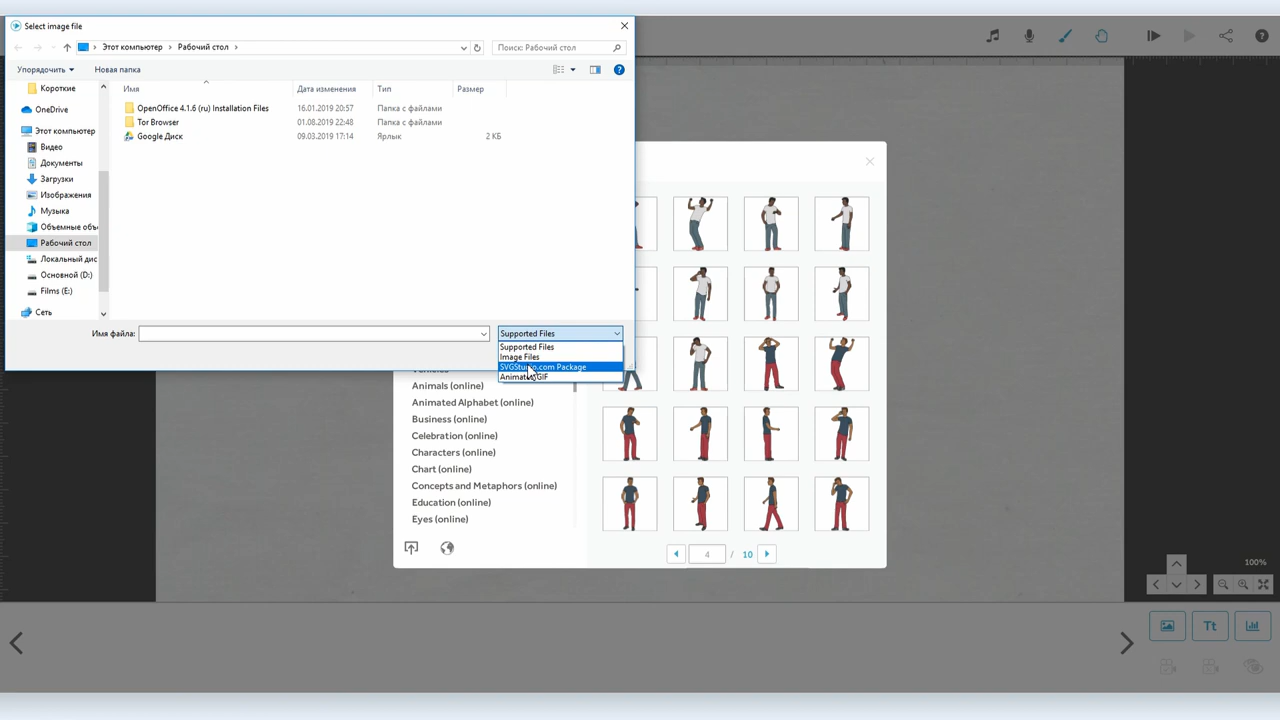 Select image file
Этот компьютер > Рабочий стол >
Поиск: Рабочий стол
Упорядочить
Новая папка
Имя Дата изменения Тип Размер
OpenOffice 4.1.6 (ru) Installation Files 16.01.2019 20:57 Папка с файлами
Tor Browser 01.08.2019 22:48 Папка с файлами
Google Диск 09.03.2019 17:14 Ярлык 2 КБ
Короткие
OneDrive
Этот компьютер
Видео
Документы
Загрузки
Изображения
Музыка
Объемные объ
Рабочий стол
Локальный дис
Основной (D:)
Films (E:)
Сеть
Имя файла:
Supported Files
Supported Files
Image Files
.com Package
Animated GIF
Animals (online)
Animated Alphabet (online)
Business (online)
Celebration (online)
Characters (online)
Chart (online)
Concepts and Metaphors (online)
Education (online)
Eyes (online)
4 / 10
100%
Tt